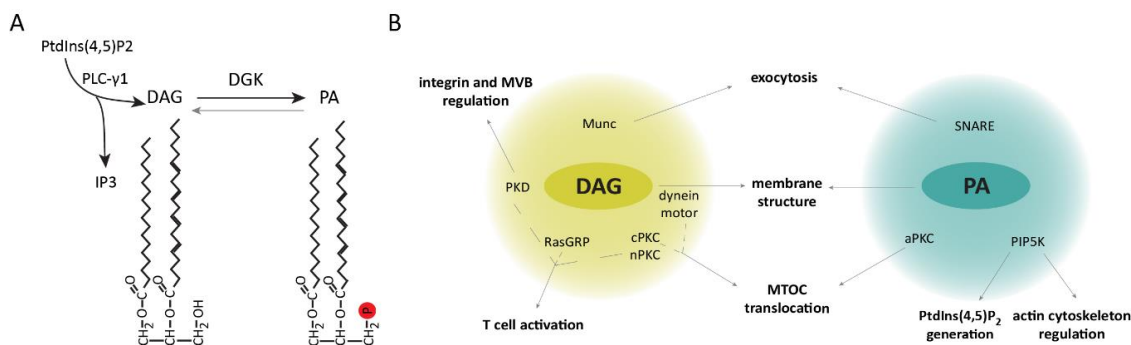 A
PtdIns(4,5)P2
PLC-γ1
DAG
DGK
PA
IP3
O
C
O
CH2
O
C
O
CH
CH2
OH
O
C
O
CH2
O
C
O
CH
CH2
P
B
integrin and MVB
regulation
exocytosis
Munc
SNARE
PKD
DAG
dynein
motor
membrane
structure
PA
RasGRP
cPKC
nPKC
aPKC
PIP5K
MTOC
translocation
T cell activation
PtdIns(4,5)P2
generation
actin cytoskeleton
regulation